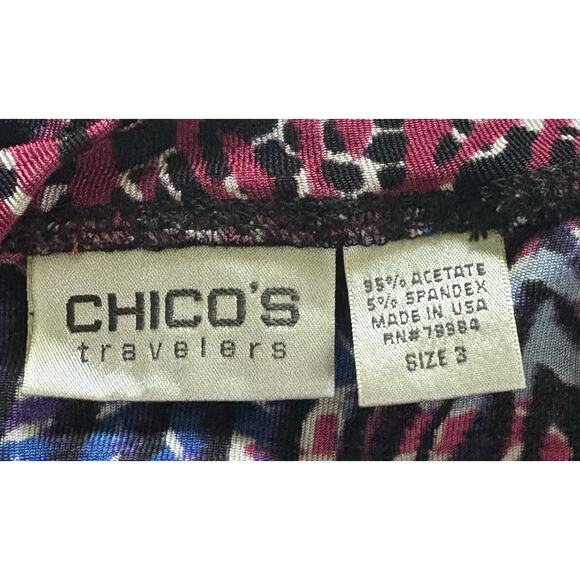 CHICO'S
travelers
95% ACETATE
5% SPANDEX
MADE IN USA
RN#78984
SIZE 3